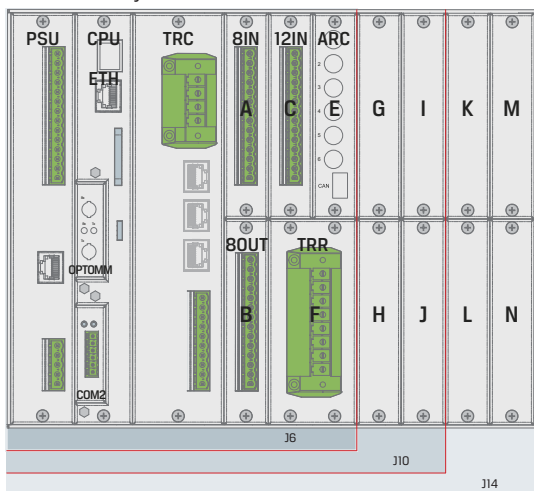 PSU CPU TRC 8IN 12IN ARC
ETH
2
3
4
5
6
CAN
A C E G I K M
OPTOMM
COM2
8OUT TRR
B F H J L N
J6
J10
J14